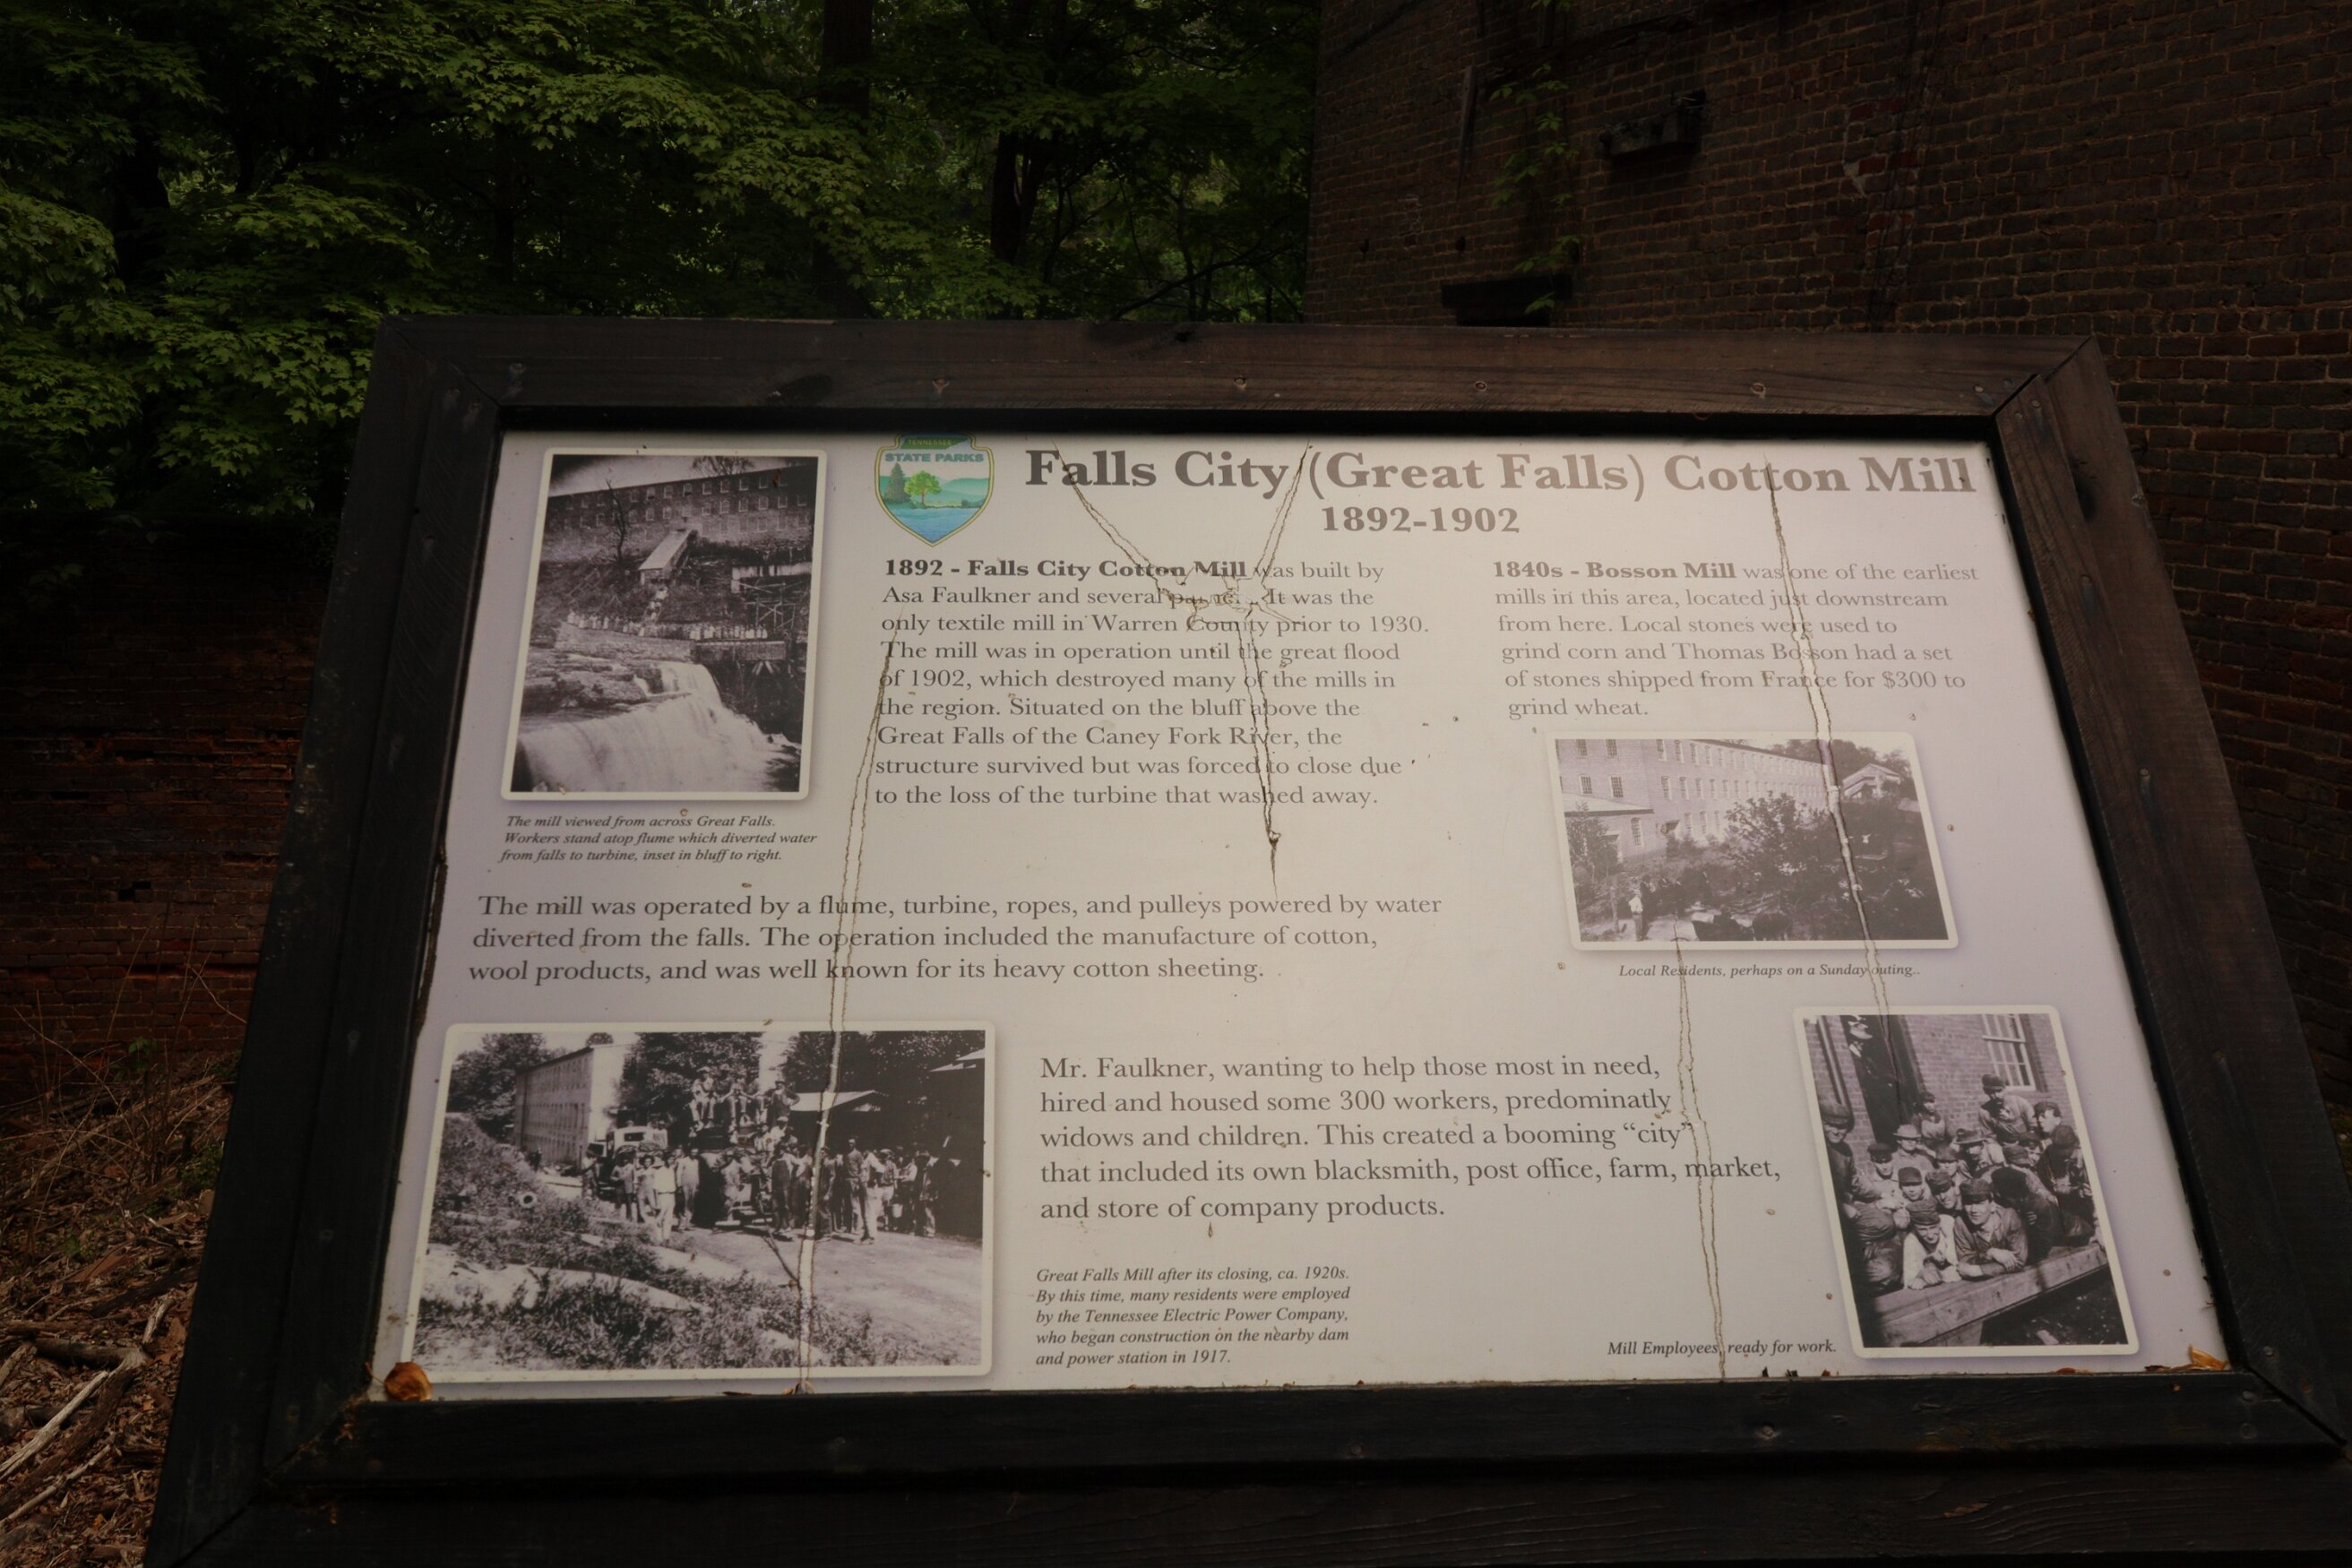 TENNESSEE
STATE PARKS
Falls City (Great Falls) Cotton Mill
1892-1902
1892 - Falls City Cotton Mill was built by
Asa Faulkner and several It was the
only textile mill in Warren County prior to 1930.
The mill was in operation until the great flood
of 1902, which destroyed many of the mills in
the region. Situated on the bluff above the
Great Falls of the Caney Fork River, the
structure survived but was forced to close due
to the loss of the turbine that washed away.
1840s - Bosson Mill was one of the earliest
mills in this area, located just downstream
from here. Local stones were used to
grind corn and Thomas Bosson had a set
of stones shipped from France for $300 to
grind wheat.
The mill viewed from across Great Falls.
Workers stand atop flume which diverted water
from falls to turbine, inset in bluff to right.
The mill was operated by a flume, turbine, ropes, and pulleys powered by water
diverted from the falls. The operation included the manufacture of cotton,
wool products, and was well known for its heavy cotton sheeting.
Local Residents, perhaps on a Sunday outing..
Mr. Faulkner, wanting to help those most in need,
hired and housed some 300 workers, predominatly
widows and children. This created a booming “city”
that included its own blacksmith, post office, farm, market,
and store of company products.
Great Falls Mill after its closing, ca. 1920s.
By this time, many residents were employed
by the Tennessee Electric Power Company,
who began construction on the nearby dam
and power station in 1917.
Mill Employees, ready for work.